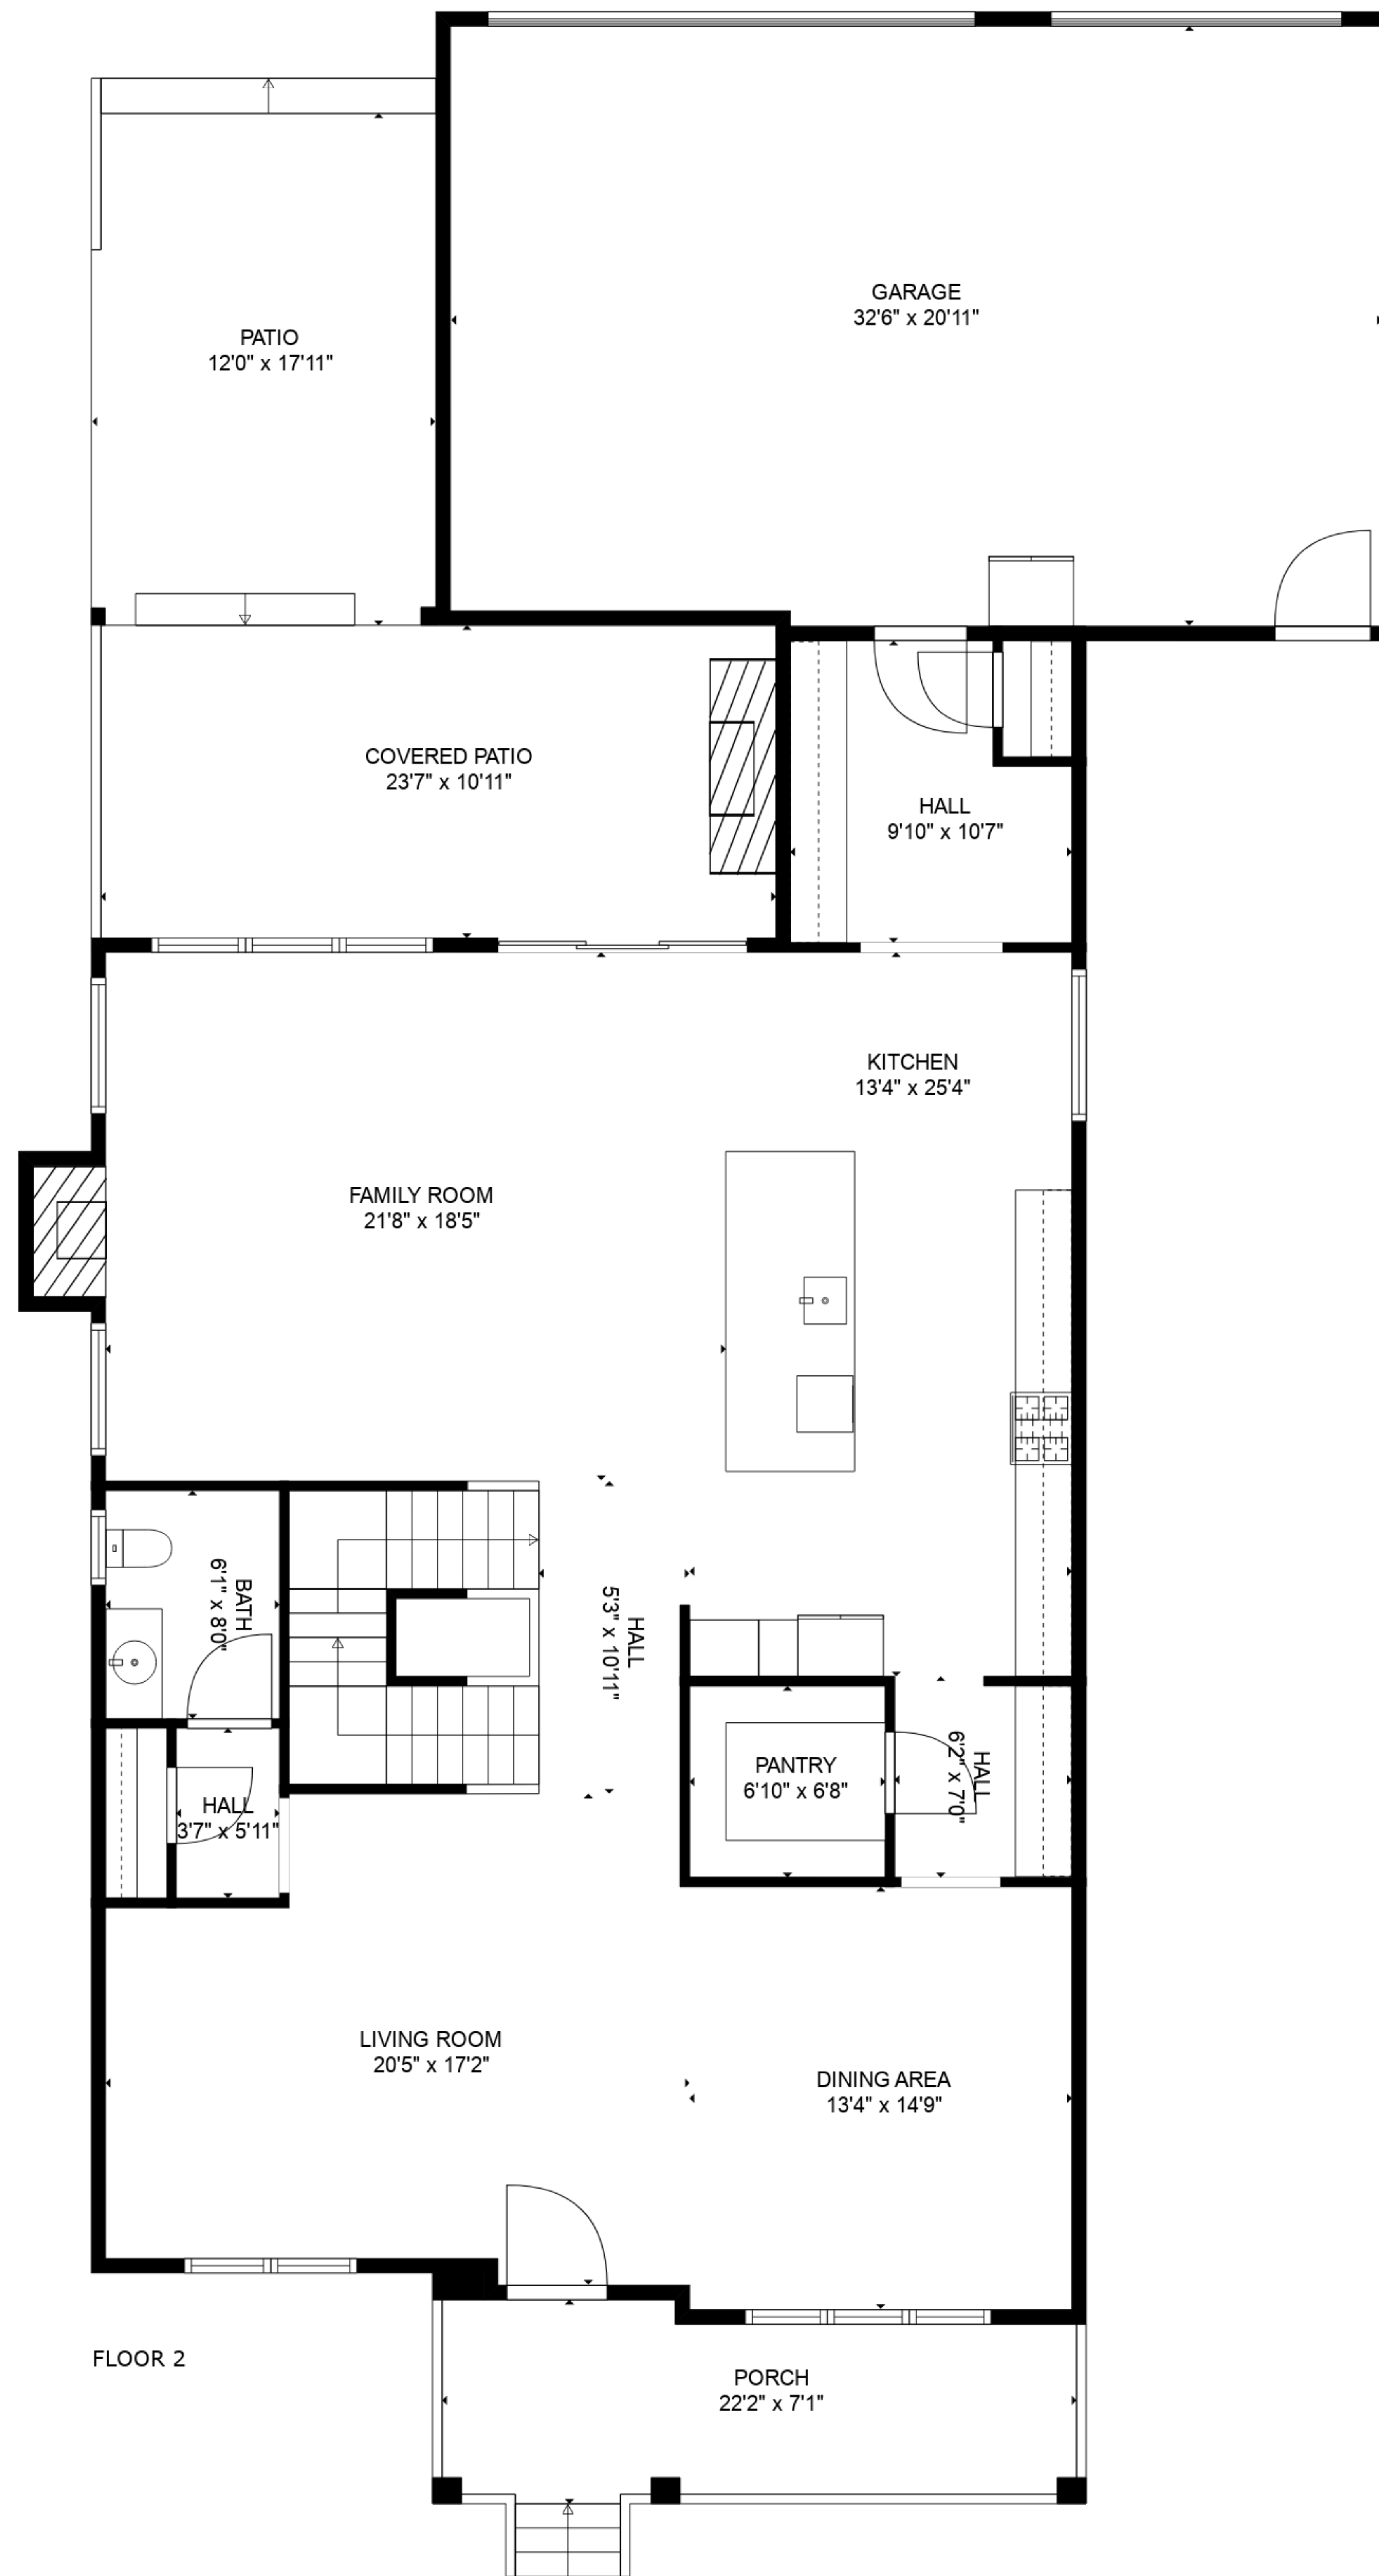 GARAGE
32'6" x 20'11"
PATIO
12'0" x 17'11"
COVERED PATIO
23'7" x 10'11"
HALL
9'10" x 10'7"
KITCHEN
13'4" x 25'4"
FAMILY ROOM
21'8" x 18'5"
BATH
6'1" x 8'0"
HALL
5'3" x 10'11"
HALL
6'2" x 7'0"
PANTRY
6'10" x 6'8"
HALL
3'7" x 5'11"
LIVING ROOM
20'5" x 17'2"
DINING AREA
13'4" x 14'9"
FLOOR 2
PORCH
22'2" x 7'1"